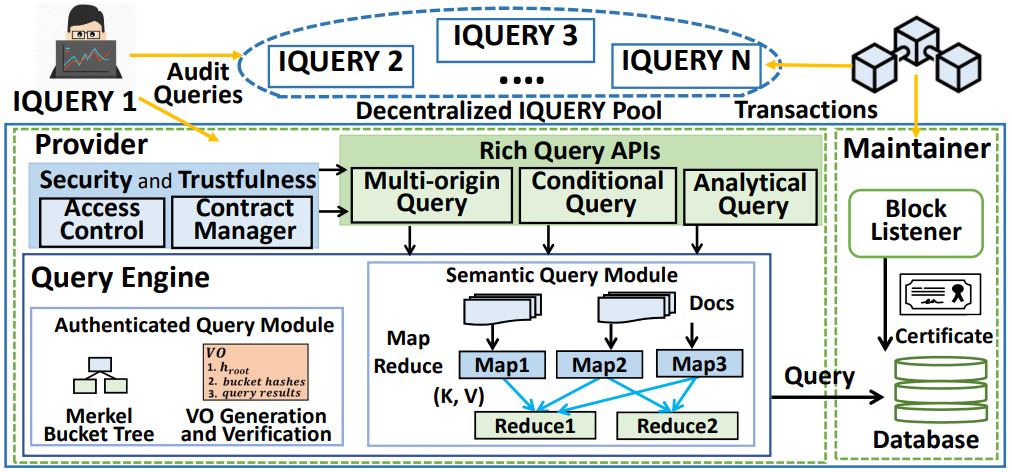 IQUERY 3
IQUERY 2
IQUERY N
....
Audit
Queries
IQUERY 1
Decentralized IQUERY Pool
Transactions
Provider
Security and Trustfulness
Access
Control
Contract
Manager
Rich Query APIs
Multi-origin
Query
Conditional
Query
Analytical
Query
Maintainer
Block
Listener
Certificate
Database
Query Engine
Authenticated Query Module
Merkel
Bucket Tree
VO
1. hroot
2. bucket hashes
3. query results
VO Generation
and Verification
Semantic Query Module
Docs
Map
Reduce
(K, V)
Map1
Map2
Map3
Reduce1
Reduce2
Query